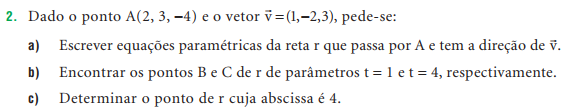 2. Dado o ponto A(2, 3, −4) e o vetor v⃗ = (1,−2,3), pede-se:
a) Escrever equações paramétricas da reta r que passa por A e tem a direção de v⃗.
b) Encontrar os pontos B e C de r de parâmetros t = 1 e t = 4, respectivamente.
c) Determinar o ponto de r cuja abscissa é 4.